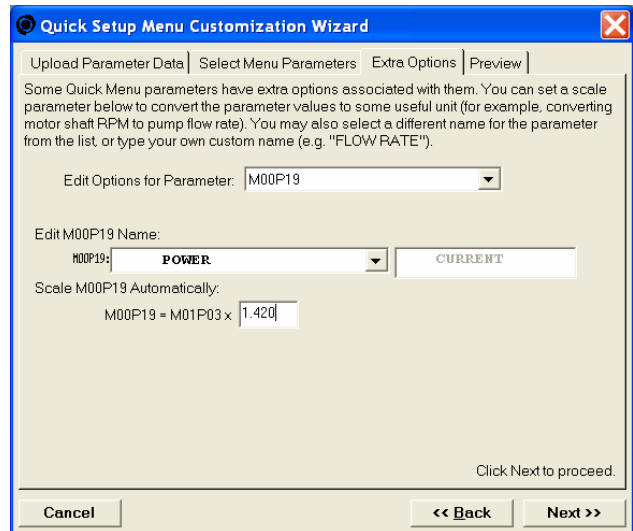 Quick Setup Menu Customization Wizard
Upload Parameter Data Select Menu Parameters Extra Options Preview
Some Quick Menu parameters have extra options associated with them. You can set a scale
parameter below to convert the parameter values to some useful unit (for example, converting
motor shaft RPM to pump flow rate). You may also select a different name for the parameter
from the list, or type your own custom name (e.g. "FLOW RATE").
Edit Options for Parameter: M00P19
Edit M00P19 Name:
M00P19: POWER CURRENT
Scale M00P19 Automatically:
M00P19 = M01P03 x 1.420
Click Next to proceed.
Cancel << Back Next >>